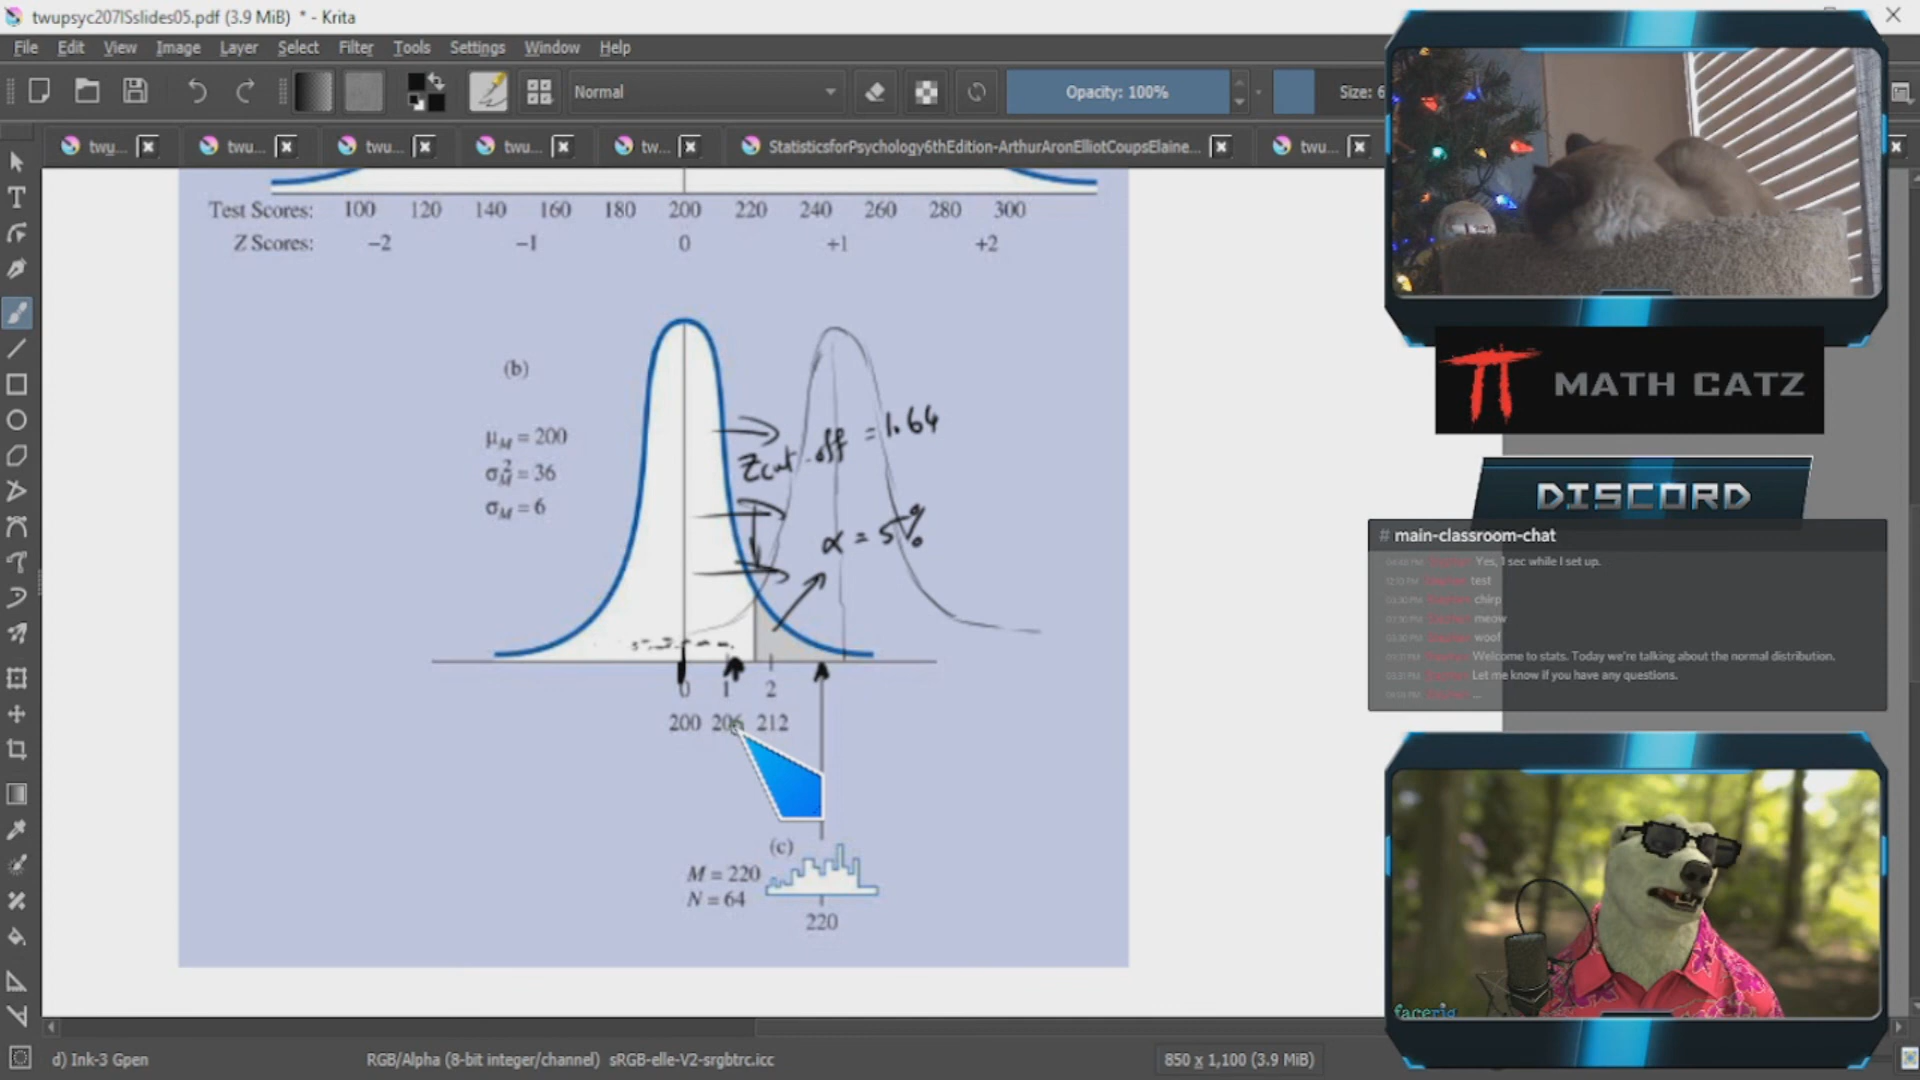 twupsyc207ISslides05.pdf (3.9 MiB) * - Krita
File Edit View Image Layer Select Filter Tools Settings Window Help
Normal
Opacity: 100%
Size: 6
twu...
twu...
twu...
twu...
tw...
StatisticsforPsychology6thEdition-ArthurAronElliotCoupsElaine...
twu...
Test Scores: 100 120 140 160 180 200 220 240 260 280 300
Z Scores: −2 −1 0 +1 +2
(b)
μM = 200
σ²M = 36
σM = 6
Zcut-off = 1.64
α = 5%
0 1 2
200 206 212
(c)
M = 220
N = 64
220
MATH CATZ
DISCORD
# main-classroom-chat
Yes, 1 sec while I set up.
test
chirp
meow
woof
Welcome to stats. Today we're talking about the normal distribution.
Let me know if you have any questions.
...
facerig
d) Ink-3 Gpen
RGB/Alpha (8-bit integer/channel) sRGB-elle-V2-srgbtrc.icc
850 x 1,100 (3.9 MiB)